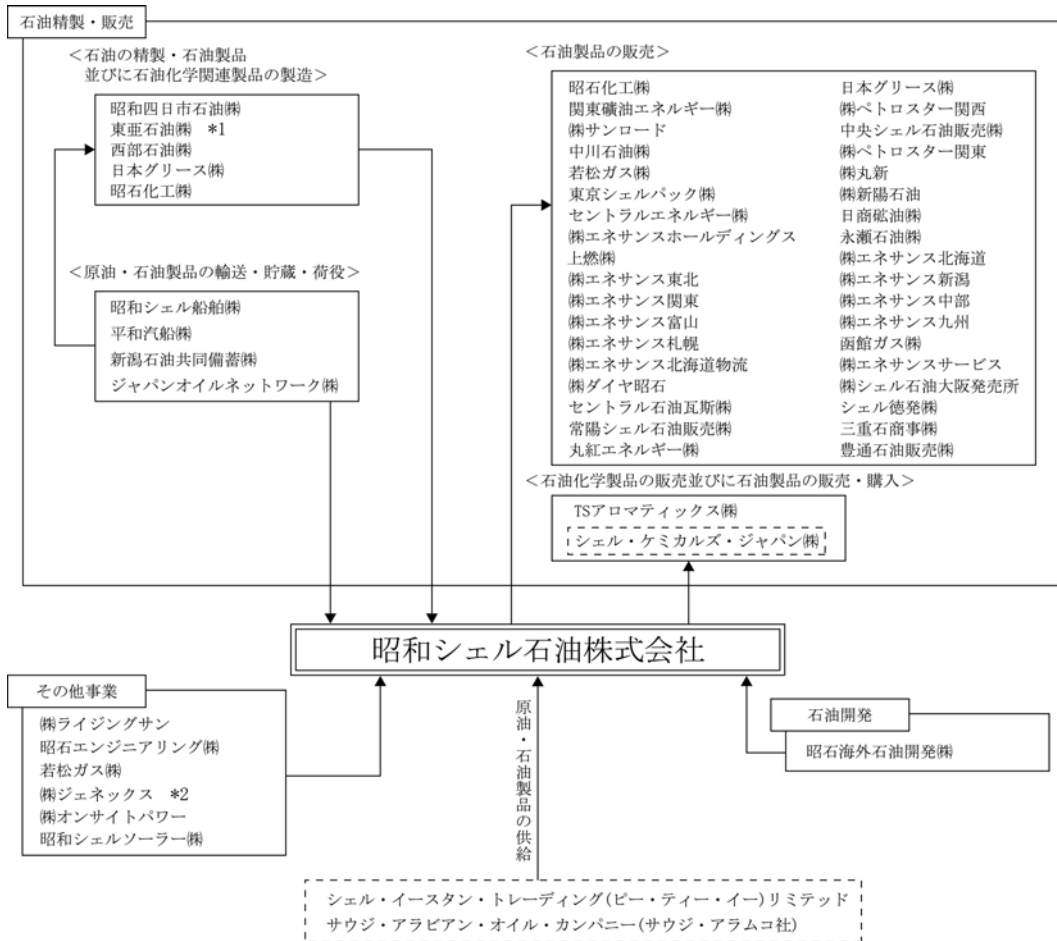 石油精製・販売
＜石油の精製・石油製品
並びに石油化学関連製品の製造＞
昭和四日市石油㈱
東亜石油㈱ *1
西部石油㈱
日本グリース㈱
昭石化工㈱
＜原油・石油製品の輸送・貯蔵・荷役＞
昭和シェル船舶㈱
平和汽船㈱
新潟石油共同備蓄㈱
ジャパンオイルネットワーク㈱
＜石油製品の販売＞
昭石化工㈱ 日本グリース㈱
関東礦油エネルギー㈱ ㈱ペトロスター関西
㈱サンロード 中央シェル石油販売㈱
中川石油㈱ ㈱ペトロスター関東
若松ガス㈱ ㈱丸新
東京シェルパック㈱ ㈱新陽石油
セントラルエネルギー㈱ 日商砿油㈱
㈱エネサンスホールディングス 永瀬石油㈱
上燃㈱ ㈱エネサンス北海道
㈱エネサンス東北 ㈱エネサンス新潟
㈱エネサンス関東 ㈱エネサンス中部
㈱エネサンス富山 ㈱エネサンス九州
㈱エネサンス札幌 函館ガス㈱
㈱エネサンス北海道物流 ㈱エネサンスサービス
㈱ダイヤ昭石 ㈱シェル石油大阪発売所
セントラル石油瓦斯㈱ シェル徳発㈱
常陽シェル石油販売㈱ 三重石商事㈱
丸紅エネルギー㈱ 豊通石油販売㈱
＜石油化学製品の販売並びに石油製品の販売・購入＞
TSアロマティックス㈱
シェル・ケミカルズ・ジャパン㈱
昭和シェル石油株式会社
その他事業
㈱ライジングサン
昭石エンジニアリング㈱
若松ガス㈱
㈱ジェネックス *2
㈱オンサイトパワー
昭和シェルソーラー㈱
原油・石油製品の供給
石油開発
昭石海外石油開発㈱
シェル・イースタン・トレーディング(ピー・ティー・イー)リミテッド
サウジ・アラビアン・オイル・カンパニー(サウジ・アラムコ社)